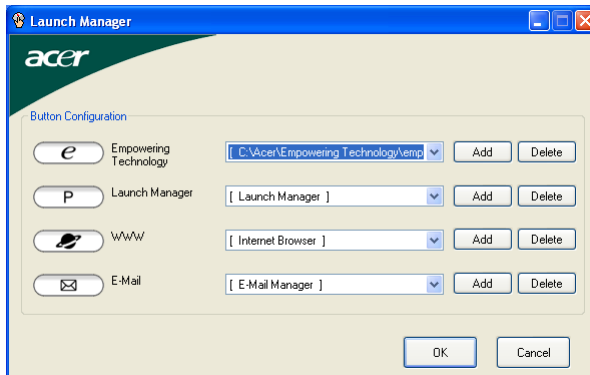 Launch Manager
acer
Button Configuration
e Empowering Technology [ C:\Acer\Empowering Technology\emp Add Delete
P Launch Manager [ Launch Manager ] Add Delete
WWW [ Internet Browser ] Add Delete
E-Mail [ E-Mail Manager ] Add Delete
OK Cancel